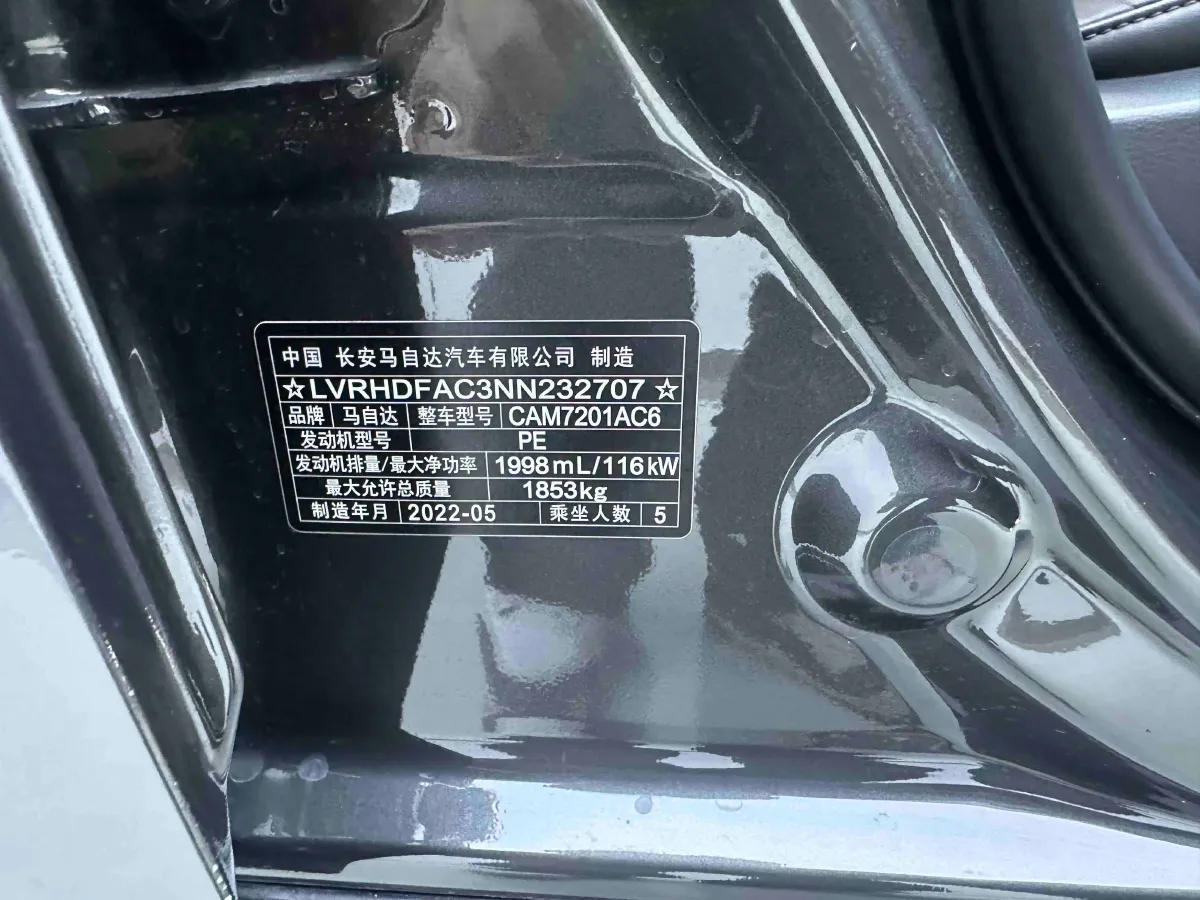 中国 长安马自达汽车有限公司 制造
☆LVRHDFAC3NN232707☆
品牌 马自达 整车型号 CAM7201AC6
发动机型号 PE
发动机排量/最大净功率 1998mL/116kW
最大允许总质量 1853kg
制造年月 2022-05 乘坐人数 5